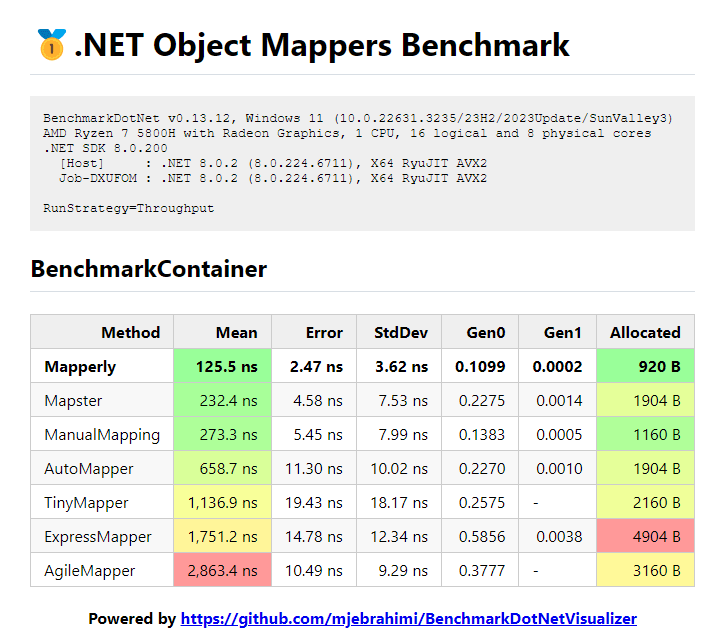 .NET Object Mappers Benchmark
BenchmarkDotNet v0.13.12, Windows 11 (10.0.22631.3235/23H2/2023Update/SunValley3)
AMD Ryzen 7 5800H with Radeon Graphics, 1 CPU, 16 logical and 8 physical cores
.NET SDK 8.0.200
[Host]     : .NET 8.0.2 (8.0.224.6711), X64 RyuJIT AVX2
Job-DXUFOM : .NET 8.0.2 (8.0.224.6711), X64 RyuJIT AVX2
RunStrategy=Throughput
BenchmarkContainer
Method Mean Error StdDev Gen0 Gen1 Allocated
Mapperly 125.5 ns 2.47 ns 3.62 ns 0.1099 0.0002 920 B
Mapster 232.4 ns 4.58 ns 7.53 ns 0.2275 0.0014 1904 B
ManualMapping 273.3 ns 5.45 ns 7.99 ns 0.1383 0.0005 1160 B
AutoMapper 658.7 ns 11.30 ns 10.02 ns 0.2270 0.0010 1904 B
TinyMapper 1,136.9 ns 19.43 ns 18.17 ns 0.2575 - 2160 B
ExpressMapper 1,751.2 ns 14.78 ns 12.34 ns 0.5856 0.0038 4904 B
AgileMapper 2,863.4 ns 10.49 ns 9.29 ns 0.3777 - 3160 B
Powered by https://github.com/mjebrahimi/BenchmarkDotNetVisualizer